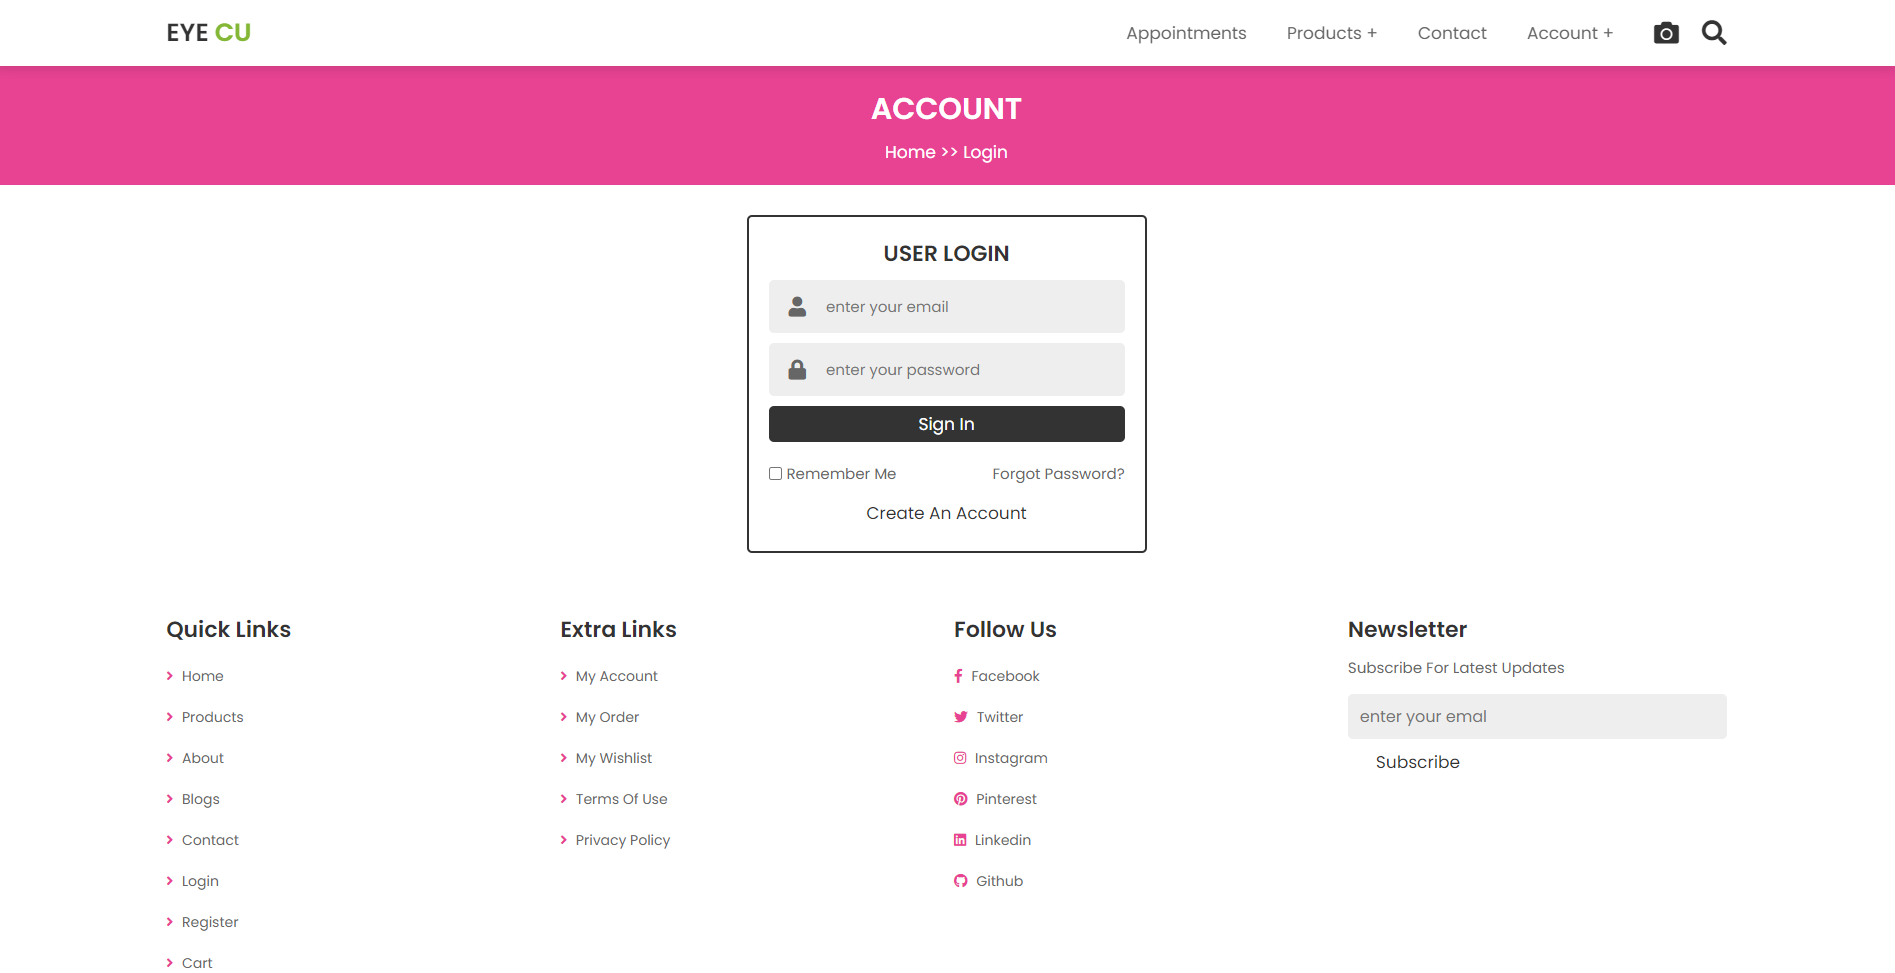 EYE CU
Appointments
Products +
Contact
Account +
ACCOUNT
Home >> Login
USER LOGIN
enter your email
enter your password
Sign In
Remember Me
Forgot Password?
Create An Account
Quick Links
Home
Products
About
Blogs
Contact
Login
Register
Cart
Extra Links
My Account
My Order
My Wishlist
Terms Of Use
Privacy Policy
Follow Us
Facebook
Twitter
Instagram
Pinterest
Linkedin
Github
Newsletter
Subscribe For Latest Updates
enter your emal
Subscribe